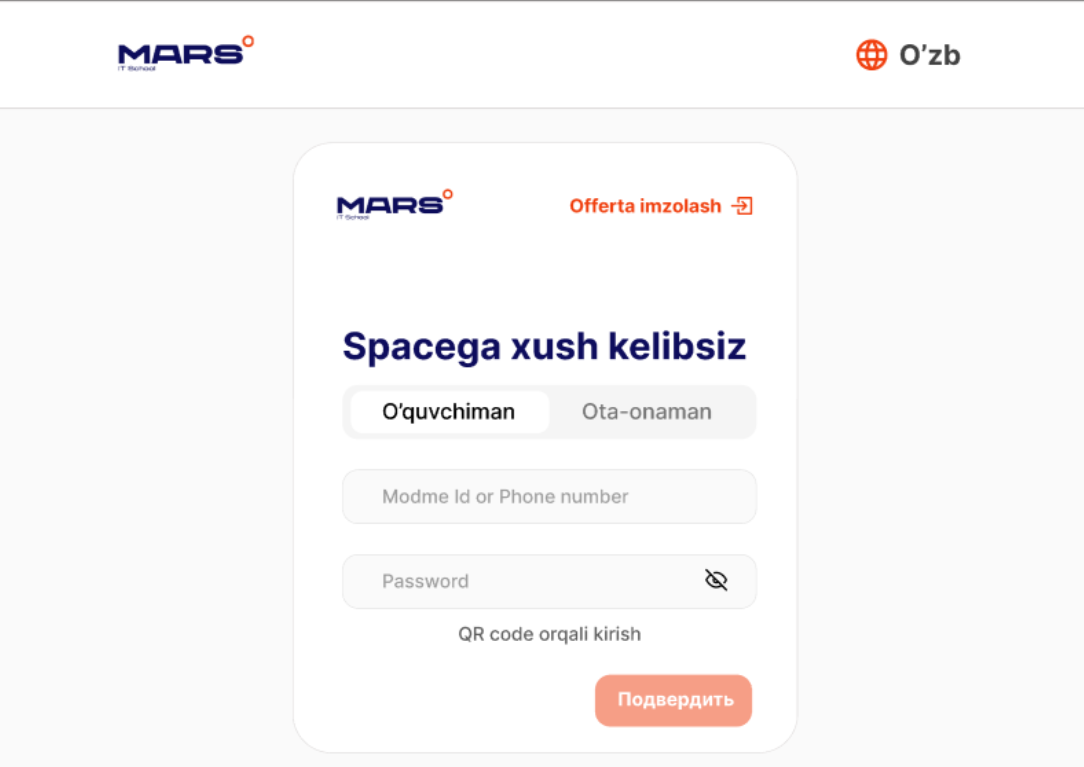 MARS
IT School
O’zb
MARS
IT School
Offerta imzolash
Spacega xush kelibsiz
O’quvchiman
Ota-onaman
Modme Id or Phone number
Password
QR code orqali kirish
Подвердить